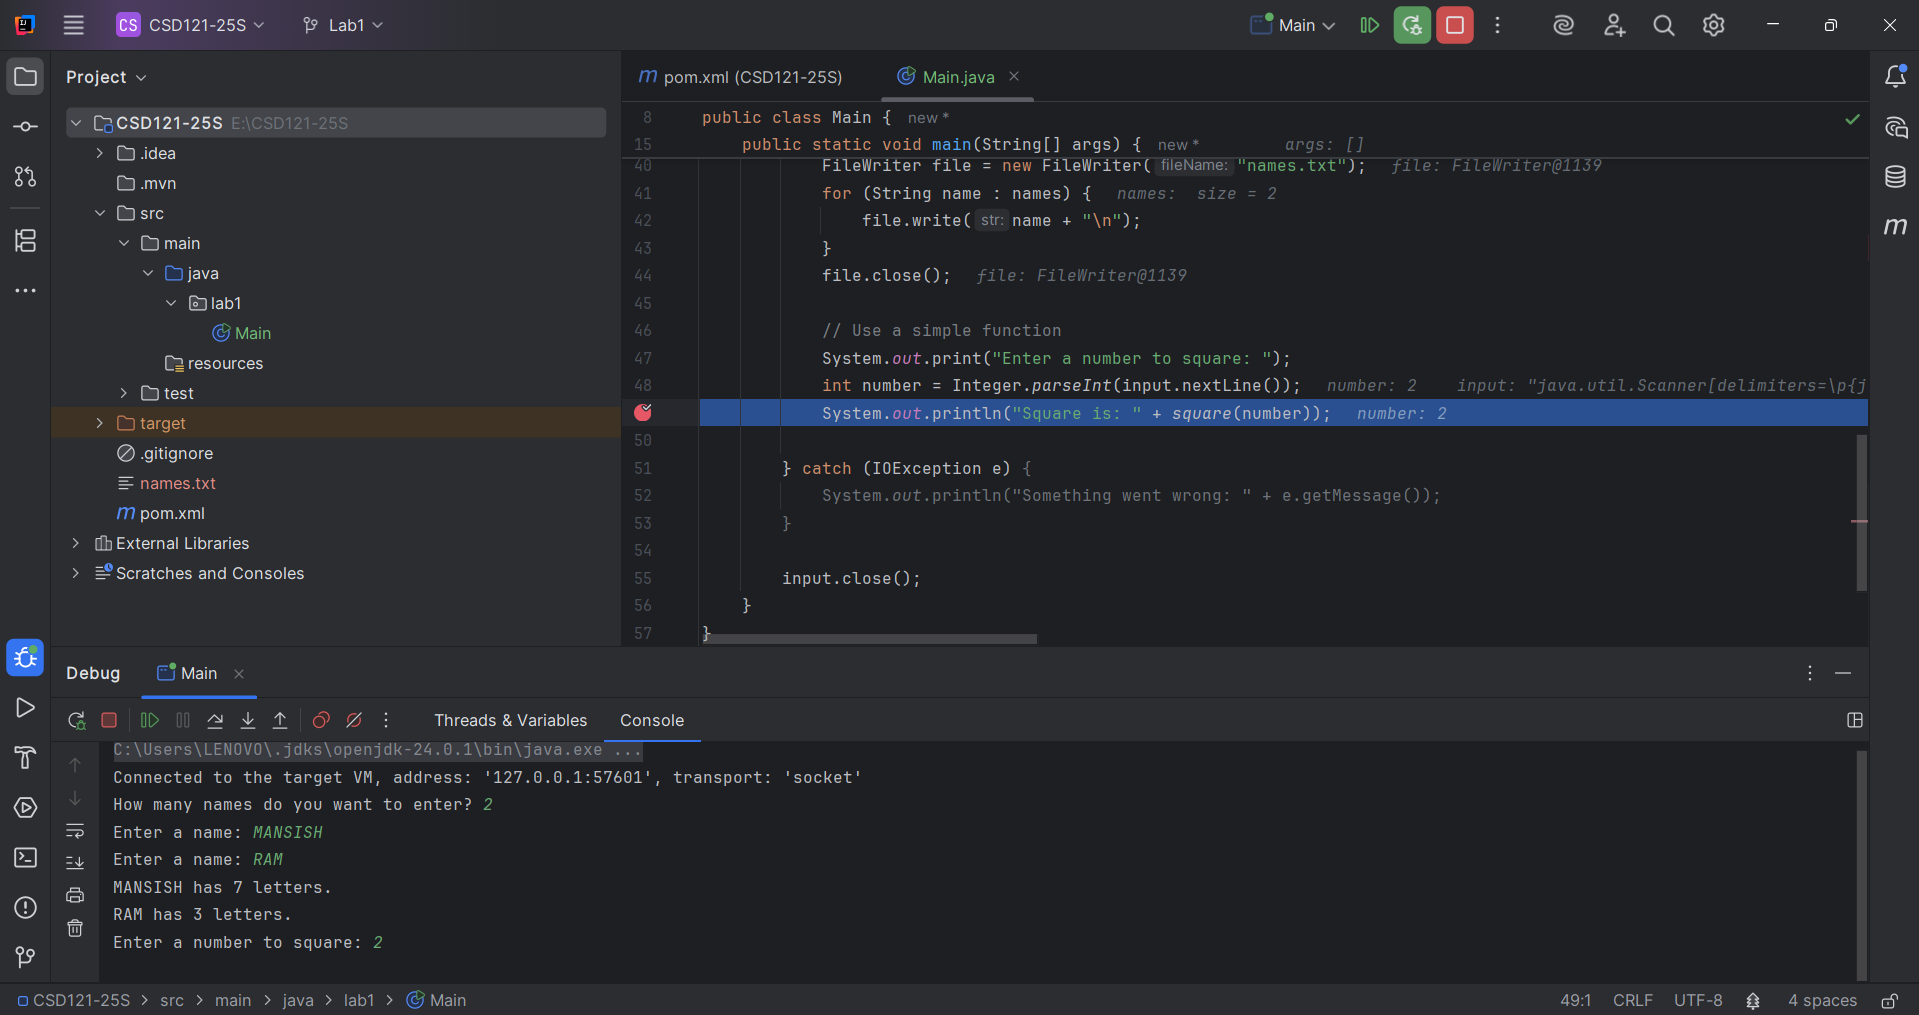 CS CSD121-25S Lab1 Main
Project
pom.xml (CSD121-25S) Main.java
CSD121-25S E:\CSD121-25S
.idea
.mvn
src
main
java
lab1
Main
resources
test
target
.gitignore
names.txt
m pom.xml
External Libraries
Scratches and Consoles
8 public class Main { new *
15 public static void main(String[] args) { new * args: []
40 FileWriter file = new FileWriter( fileName: "names.txt"); file: FileWriter@1139
41 for (String name : names) { names: size = 2
42 file.write( str: name + "\n");
43 }
44 file.close(); file: FileWriter@1139
45
46 // Use a simple function
47 System.out.print("Enter a number to square: ");
48 int number = Integer.parseInt(input.nextLine()); number: 2 input: "java.util.Scanner[delimiters=\p{j
System.out.println("Square is: " + square(number)); number: 2
50
51 } catch (IOException e) {
52 System.out.println("Something went wrong: " + e.getMessage());
53 }
54
55 input.close();
56 }
57 }
Debug Main
Threads & Variables Console
C:\Users\LENOVO\.jdks\openjdk-24.0.1\bin\java.exe ...
Connected to the target VM, address: '127.0.0.1:57601', transport: 'socket'
How many names do you want to enter? 2
Enter a name: MANSISH
Enter a name: RAM
MANSISH has 7 letters.
RAM has 3 letters.
Enter a number to square: 2
CSD121-25S > src > main > java > lab1 > Main 49:1 CRLF UTF-8 4 spaces